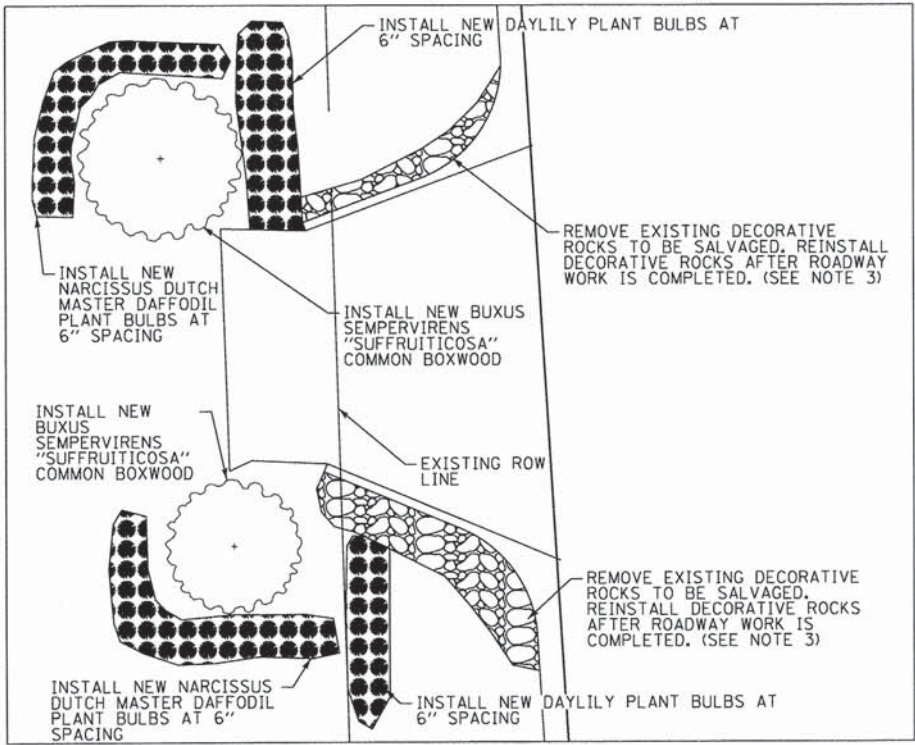 INSTALL NEW DAYLILY PLANT BULBS AT
6" SPACING
REMOVE EXISTING DECORATIVE
ROCKS TO BE SALVAGED. REINSTALL
DECORATIVE ROCKS AFTER ROADWAY
WORK IS COMPLETED. (SEE NOTE 3)
INSTALL NEW
NARCISSUS DUTCH
MASTER DAFFODIL
PLANT BULBS AT
6" SPACING
INSTALL NEW BUXUS
SEMPERVIRENS
"SUFFRUITICOSA"
COMMON BOXWOOD
INSTALL NEW
BUXUS
SEMPERVIRENS
"SUFFRUITICOSA"
COMMON BOXWOOD
EXISTING ROW
LINE
REMOVE EXISTING DECORATIVE
ROCKS TO BE SALVAGED.
REINSTALL DECORATIVE ROCKS
AFTER ROADWAY WORK IS
COMPLETED. (SEE NOTE 3)
INSTALL NEW NARCISSUS
DUTCH MASTER DAFFODIL
PLANT BULBS AT 6"
SPACING
INSTALL NEW DAYLILY PLANT BULBS AT
6" SPACING